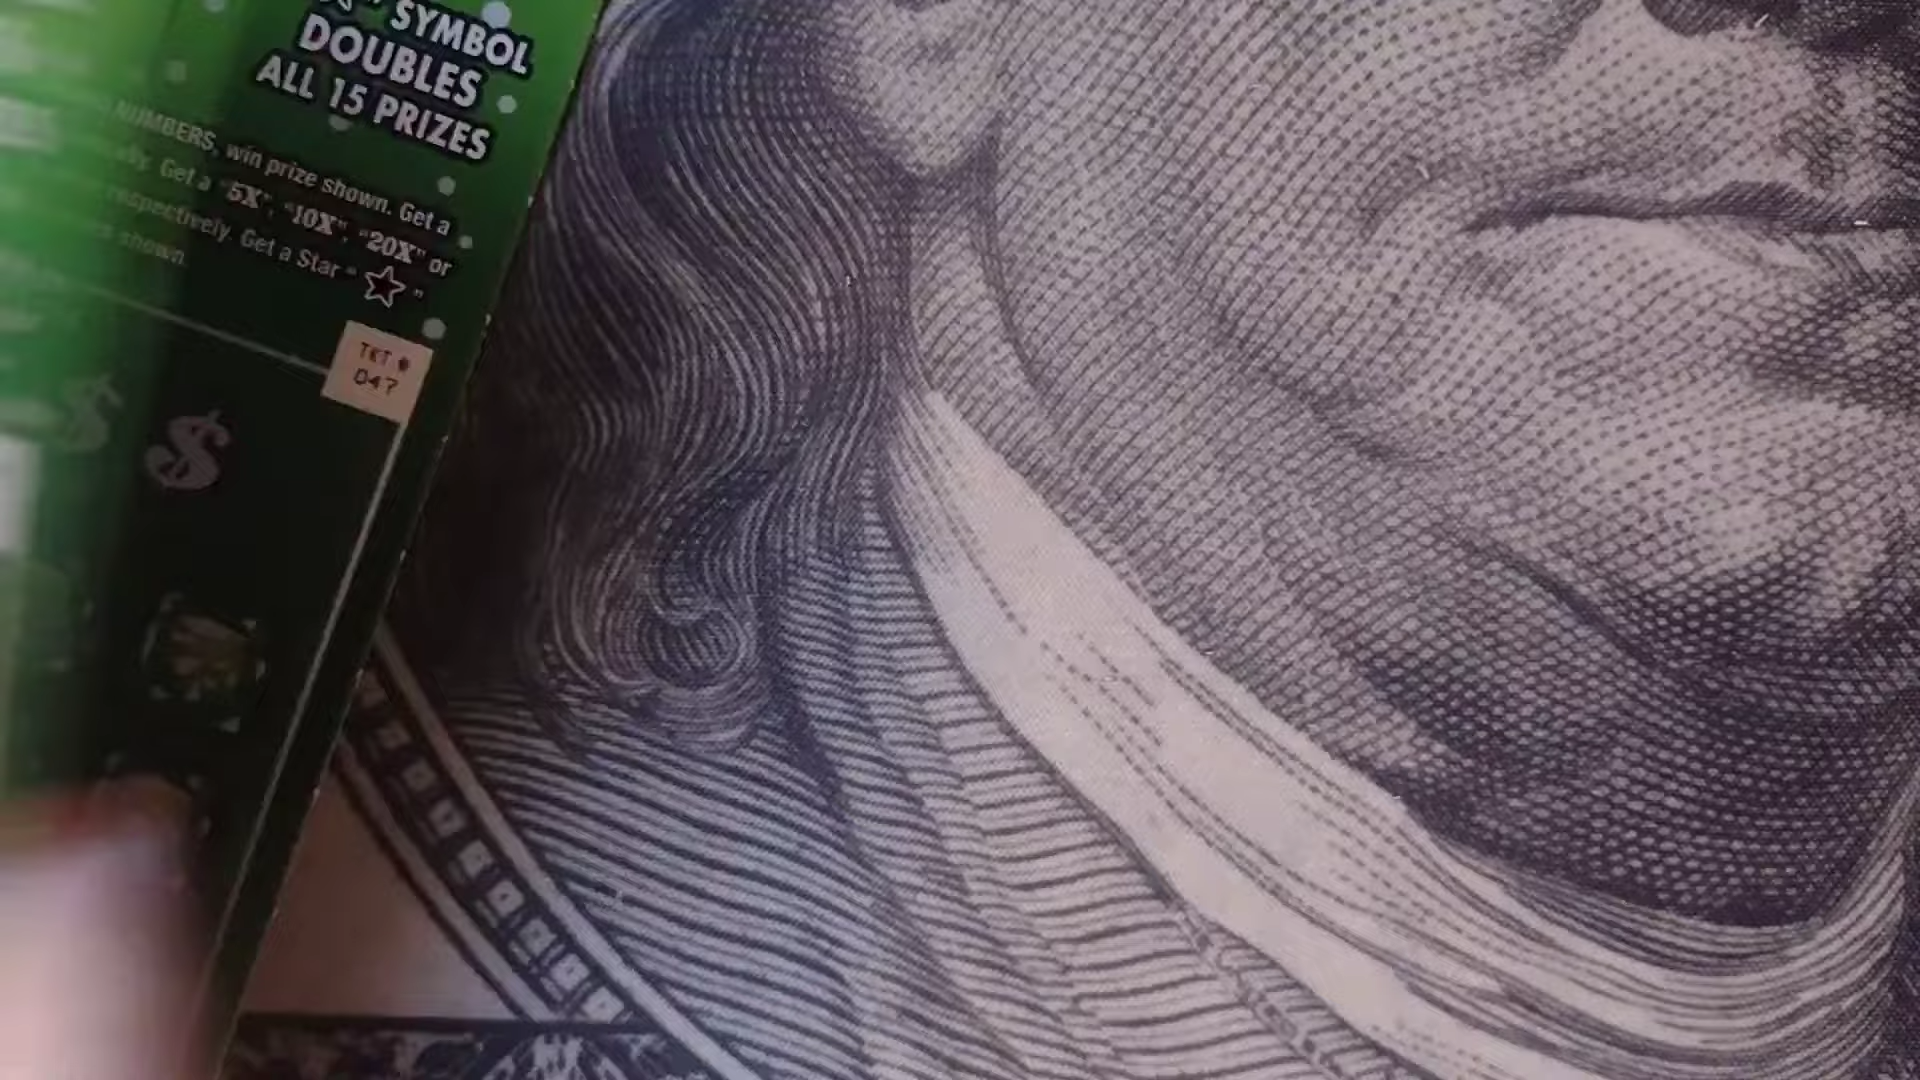 " SYMBOL
DOUBLES
ALL 15 PRIZES
NUMBERS, win prize shown. Get a
Get a "5X", "10X", "20X" or
respectively. Get a Star "☆"
shown.
TKT #
047
$
$